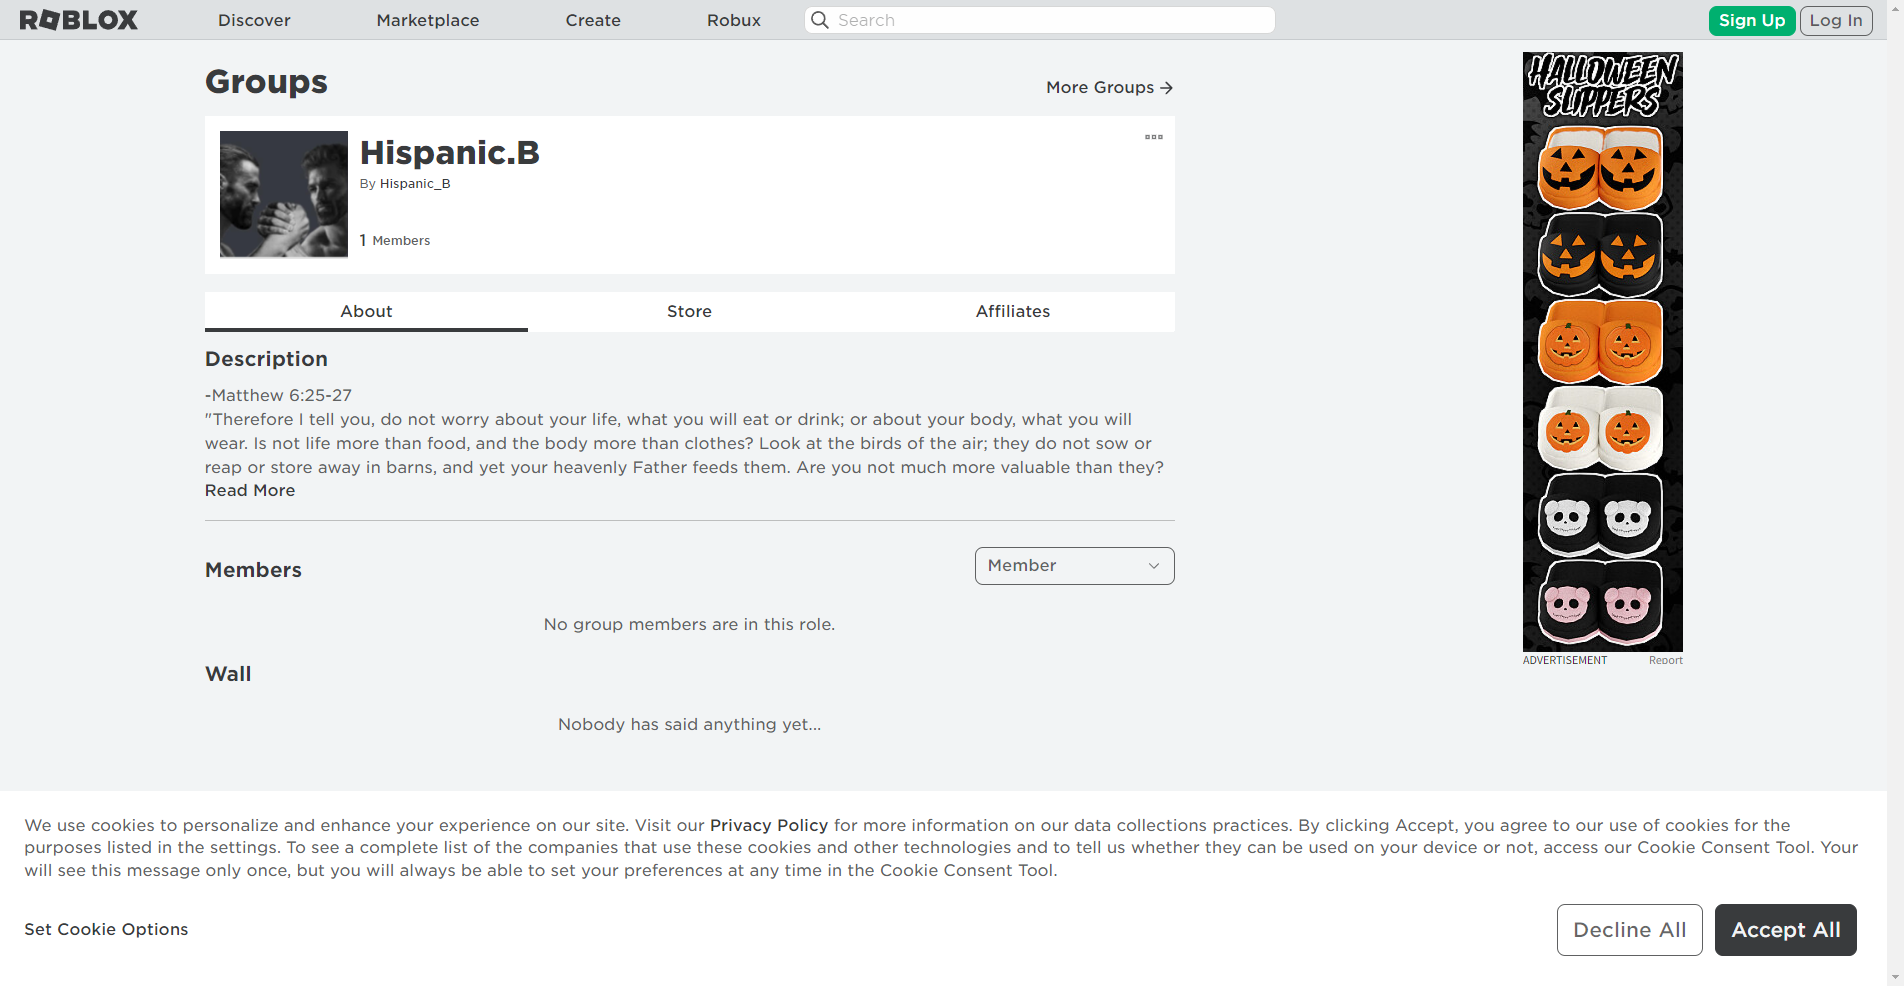 ROBLOX
Discover
Marketplace
Create
Robux
Search
Sign Up
Log In
Groups
More Groups
Hispanic.B
By Hispanic_B
1 Members
About
Store
Affiliates
Description
-Matthew 6:25-27
"Therefore I tell you, do not worry about your life, what you will eat or drink; or about your body, what you will
wear. Is not life more than food, and the body more than clothes? Look at the birds of the air; they do not sow or
reap or store away in barns, and yet your heavenly Father feeds them. Are you not much more valuable than they?
Read More
Members
Member
No group members are in this role.
Wall
Nobody has said anything yet...
HALLOWEEN
SLIPPERS
ADVERTISEMENT
Report
We use cookies to personalize and enhance your experience on our site. Visit our Privacy Policy for more information on our data collections practices. By clicking Accept, you agree to our use of cookies for the
purposes listed in the settings. To see a complete list of the companies that use these cookies and other technologies and to tell us whether they can be used on your device or not, access our Cookie Consent Tool. Your
will see this message only once, but you will always be able to set your preferences at any time in the Cookie Consent Tool.
Set Cookie Options
Decline All
Accept All